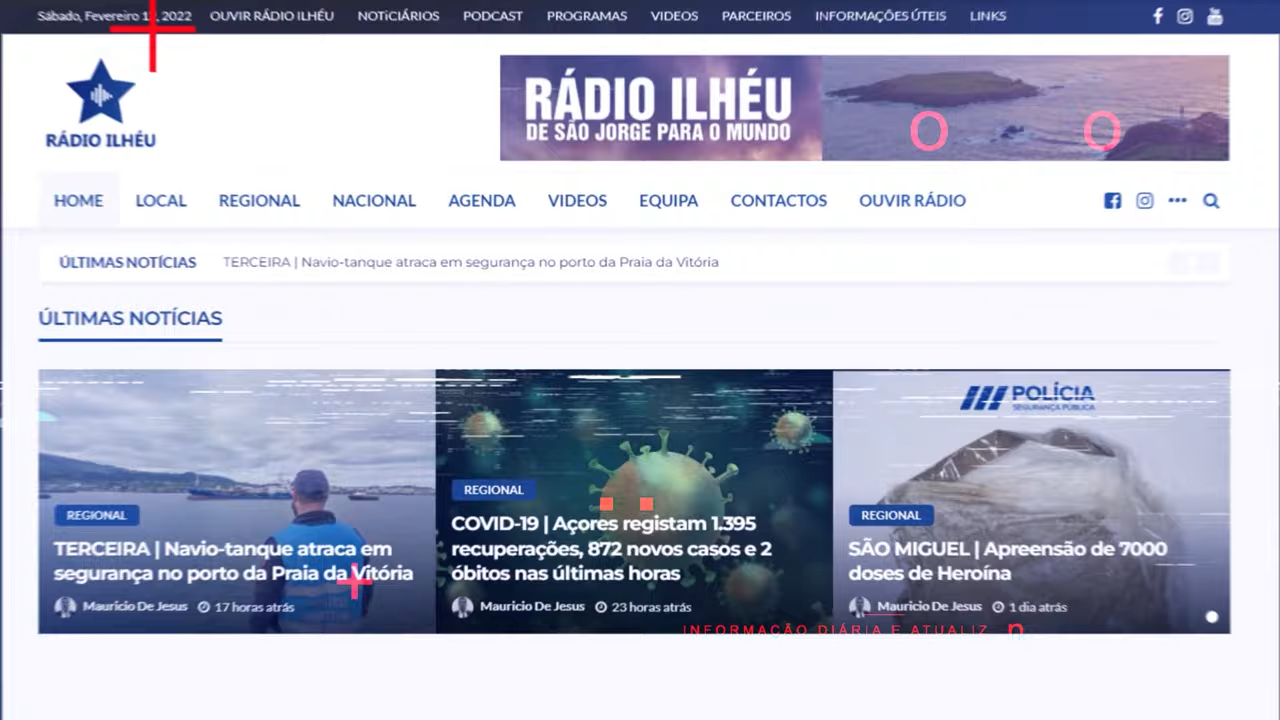 Sábado, Fevereiro 12, 2022 OUVIR RÁDIO ILHÉU NOTíCIÁRIOS PODCAST PROGRAMAS VIDEOS PARCEIROS INFORMAÇÕES ÚTEIS LINKS
RÁDIO ILHÉU
RÁDIO ILHÉU
DE SÃO JORGE PARA O MUNDO
O O
HOME LOCAL REGIONAL NACIONAL AGENDA VIDEOS EQUIPA CONTACTOS OUVIR RÁDIO
ÚLTIMAS NOTÍCIAS TERCEIRA | Navio-tanque atraca em segurança no porto da Praia da Vitória
ÚLTIMAS NOTÍCIAS
REGIONAL
TERCEIRA | Navio-tanque atraca em
segurança no porto da Praia da Vitória
Mauricio De Jesus 17 horas atrás
REGIONAL
COVID-19 | Açores registam 1.395
recuperações, 872 novos casos e 2
óbitos nas últimas horas
Mauricio De Jesus 23 horas atrás
POLÍCIA
SEGURANÇA PÚBLICA
REGIONAL
SÃO MIGUEL | Apreensão de 7000
doses de Heroína
Mauricio De Jesus 1 dia atrás
INFORMAÇÃO DIÁRIA E ATUALIZ n